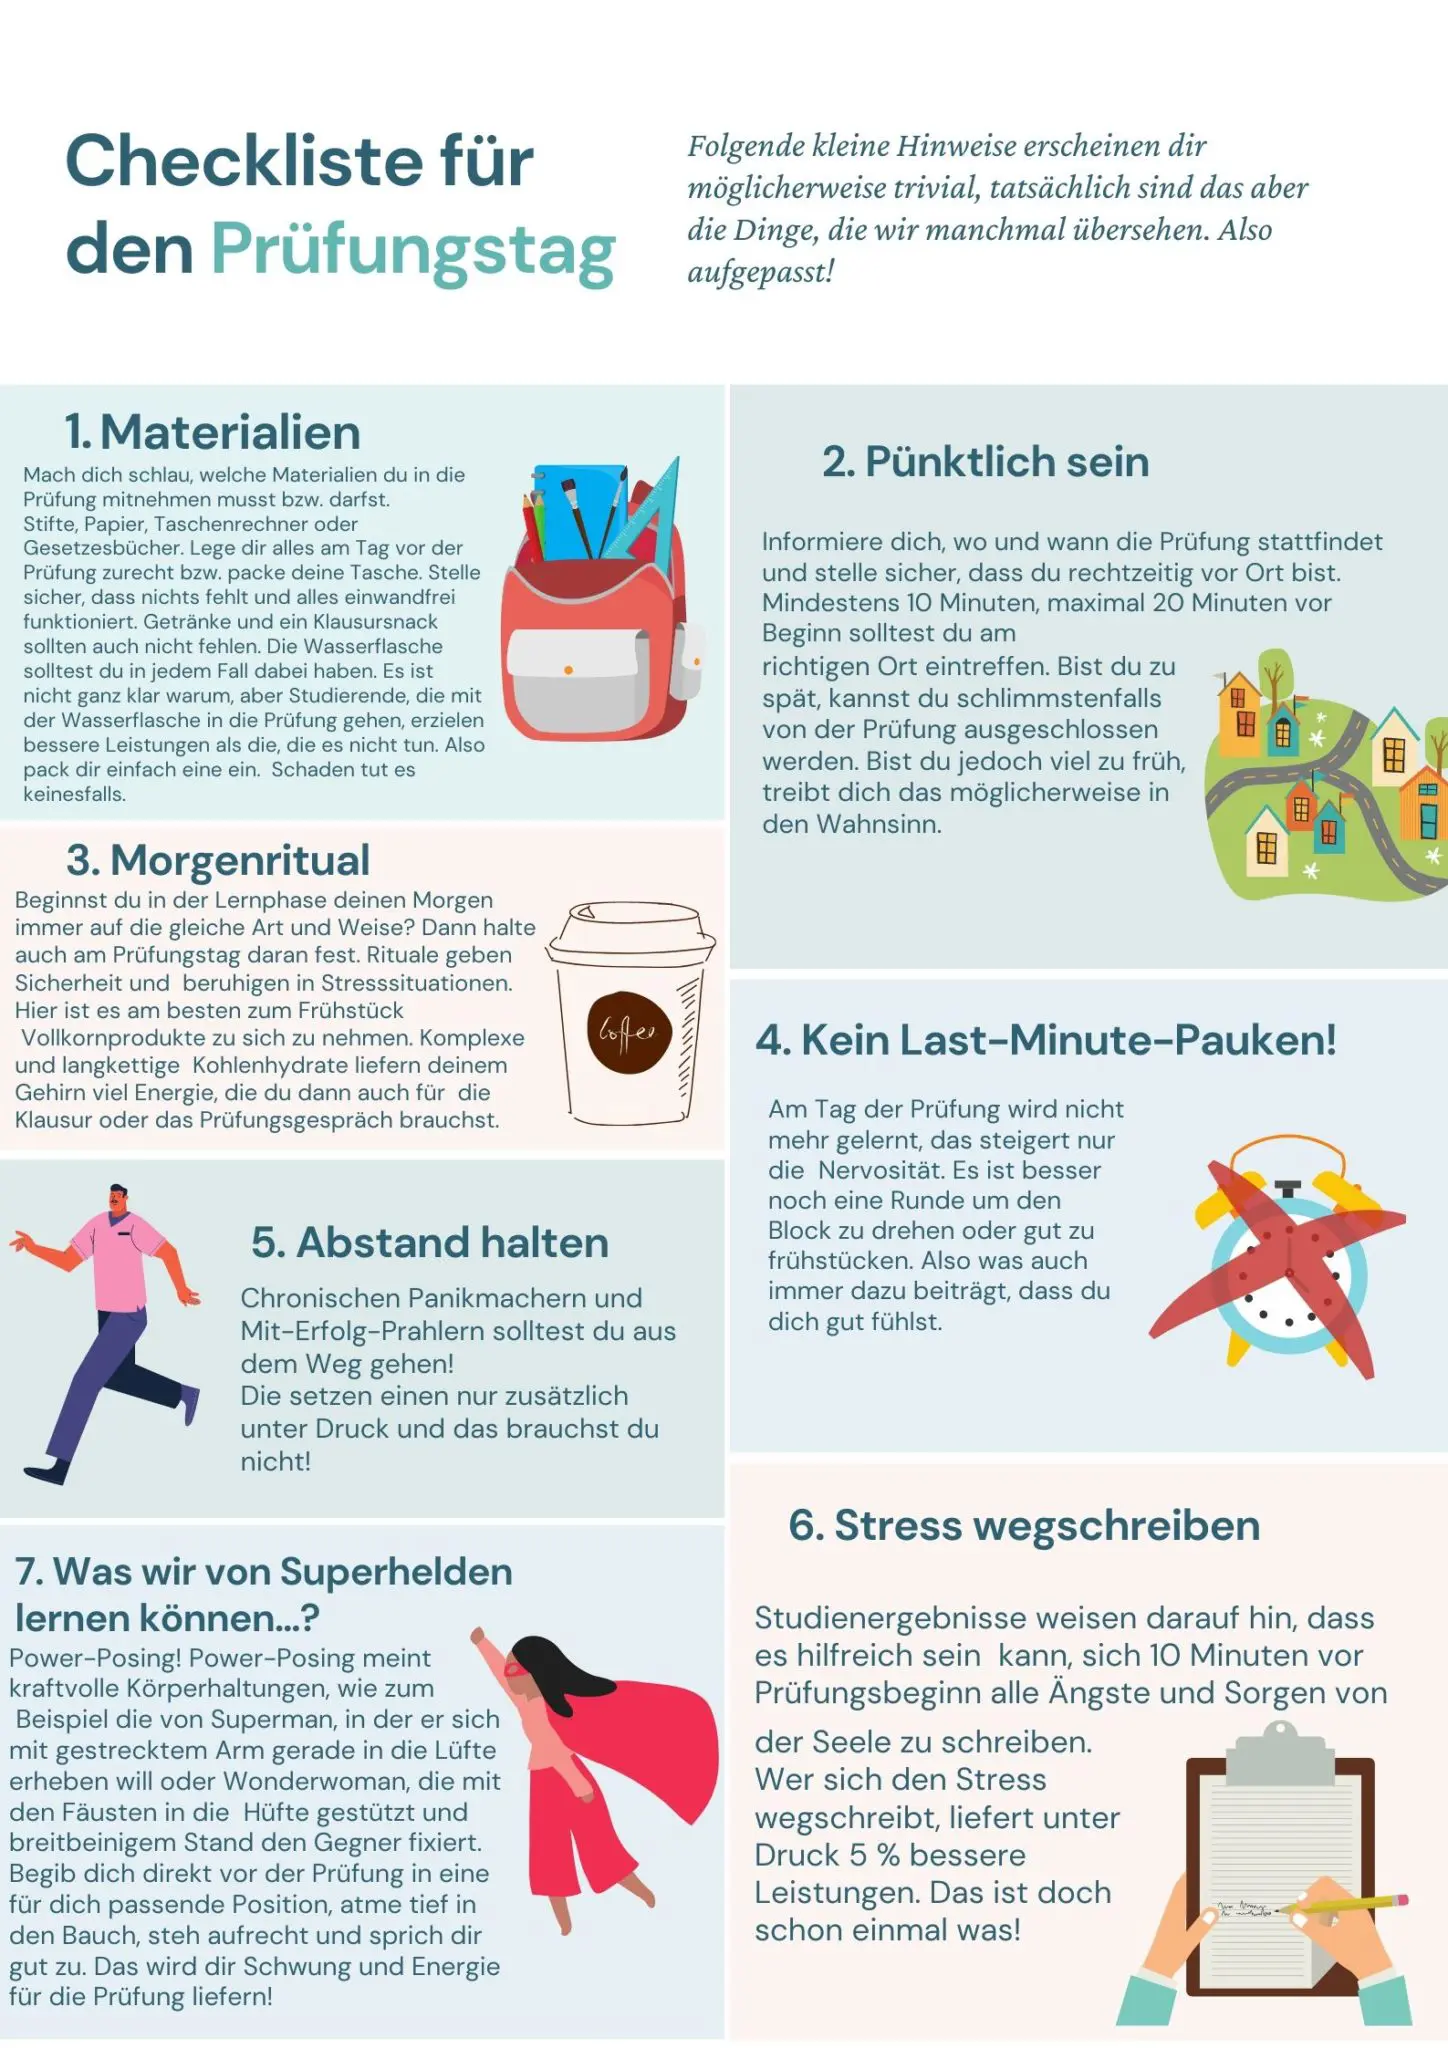 Checkliste für
den Prüfungstag
Folgende kleine Hinweise erscheinen dir
möglicherweise trivial, tatsächlich sind das aber
die Dinge, die wir manchmal übersehen. Also
aufgepasst!
1. Materialien
Mach dich schlau, welche Materialien du in die
Prüfung mitnehmen musst bzw. darfst.
Stifte, Papier, Taschenrechner oder
Gesetzesbücher. Lege dir alles am Tag vor der
Prüfung zurecht bzw. packe deine Tasche. Stelle
sicher, dass nichts fehlt und alles einwandfrei
funktioniert. Getränke und ein Klausursnack
sollten auch nicht fehlen. Die Wasserflasche
solltest du in jedem Fall dabei haben. Es ist
nicht ganz klar warum, aber Studierende, die mit
der Wasserflasche in die Prüfung gehen, erzielen
bessere Leistungen als die, die es nicht tun. Also
pack dir einfach eine ein. Schaden tut es
keinesfalls.
2. Pünktlich sein
Informiere dich, wo und wann die Prüfung stattfindet
und stelle sicher, dass du rechtzeitig vor Ort bist.
Mindestens 10 Minuten, maximal 20 Minuten vor
Beginn solltest du am
richtigen Ort eintreffen. Bist du zu
spät, kannst du schlimmstenfalls
von der Prüfung ausgeschlossen
werden. Bist du jedoch viel zu früh,
treibt dich das möglicherweise in
den Wahnsinn.
3. Morgenritual
Beginnst du in der Lernphase deinen Morgen
immer auf die gleiche Art und Weise? Dann halte
auch am Prüfungstag daran fest. Rituale geben
Sicherheit und beruhigen in Stresssituationen.
Hier ist es am besten zum Frühstück
Vollkornprodukte zu sich zu nehmen. Komplexe
und langkettige Kohlenhydrate liefern deinem
Gehirn viel Energie, die du dann auch für die
Klausur oder das Prüfungsgespräch brauchst.
Coffee
4. Kein Last-Minute-Pauken!
Am Tag der Prüfung wird nicht
mehr gelernt, das steigert nur
die Nervosität. Es ist besser
noch eine Runde um den
Block zu drehen oder gut zu
frühstücken. Also was auch
immer dazu beiträgt, dass du
dich gut fühlst.
5. Abstand halten
Chronischen Panikmachern und
Mit-Erfolg-Prahlern solltest du aus
dem Weg gehen!
Die setzen einen nur zusätzlich
unter Druck und das brauchst du
nicht!
6. Stress wegschreiben
Studienergebnisse weisen darauf hin, dass
es hilfreich sein kann, sich 10 Minuten vor
Prüfungsbeginn alle Ängste und Sorgen von
der Seele zu schreiben.
Wer sich den Stress
wegschreibt, liefert unter
Druck 5 % bessere
Leistungen. Das ist doch
schon einmal was!
7. Was wir von Superhelden
lernen können...?
Power-Posing! Power-Posing meint
kraftvolle Körperhaltungen, wie zum
Beispiel die von Superman, in der er sich
mit gestrecktem Arm gerade in die Lüfte
erheben will oder Wonderwoman, die mit
den Fäusten in die Hüfte gestützt und
breitbeinigem Stand den Gegner fixiert.
Begib dich direkt vor der Prüfung in eine
für dich passende Position, atme tief in
den Bauch, steh aufrecht und sprich dir
gut zu. Das wird dir Schwung und Energie
für die Prüfung liefern!